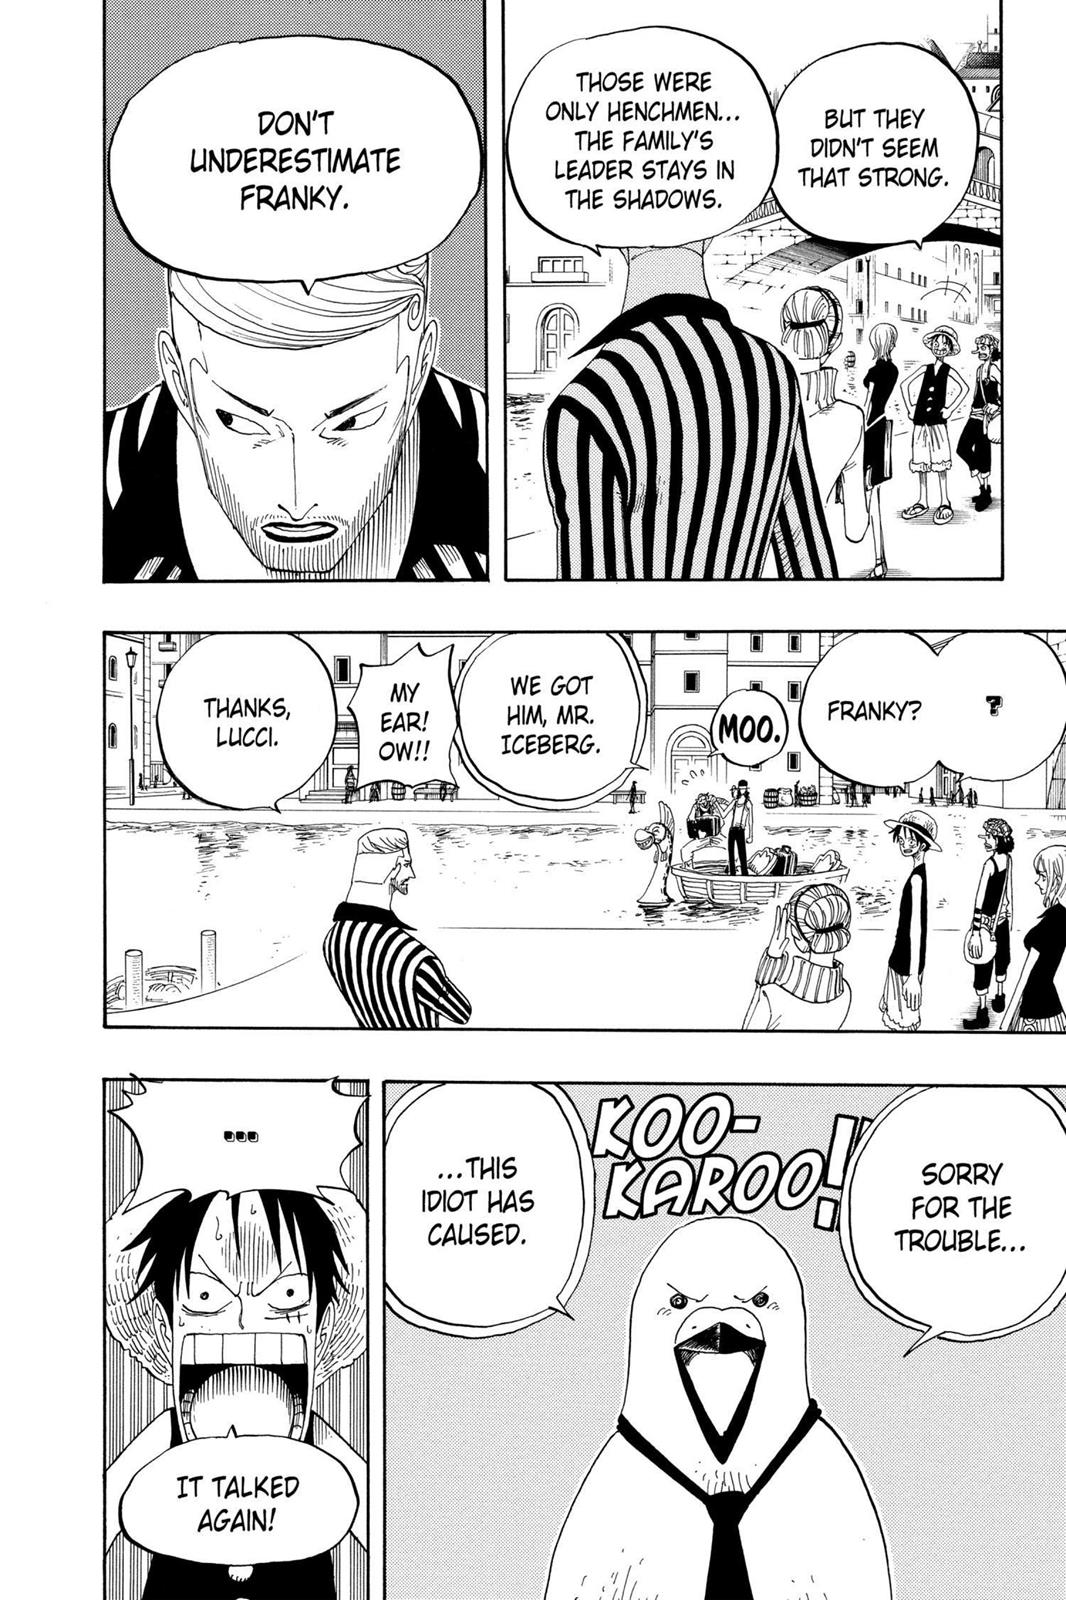 BUT THEY
DIDN'T SEEM
THAT STRONG.
THOSE WERE
ONLY HENCHMEN...
THE FAMILY'S
LEADER STAYS IN
THE SHADOWS.
DON'T
UNDERESTIMATE
FRANKY.
?
FRANKY?
MOO.
WE GOT
HIM, MR.
ICEBERG.
MY
EAR!
OW!!
THANKS,
LUCCI.
SORRY
FOR THE
TROUBLE...
KOO-
KAROO!!
...THIS
IDIOT HAS
CAUSED.
...
IT TALKED
AGAIN!